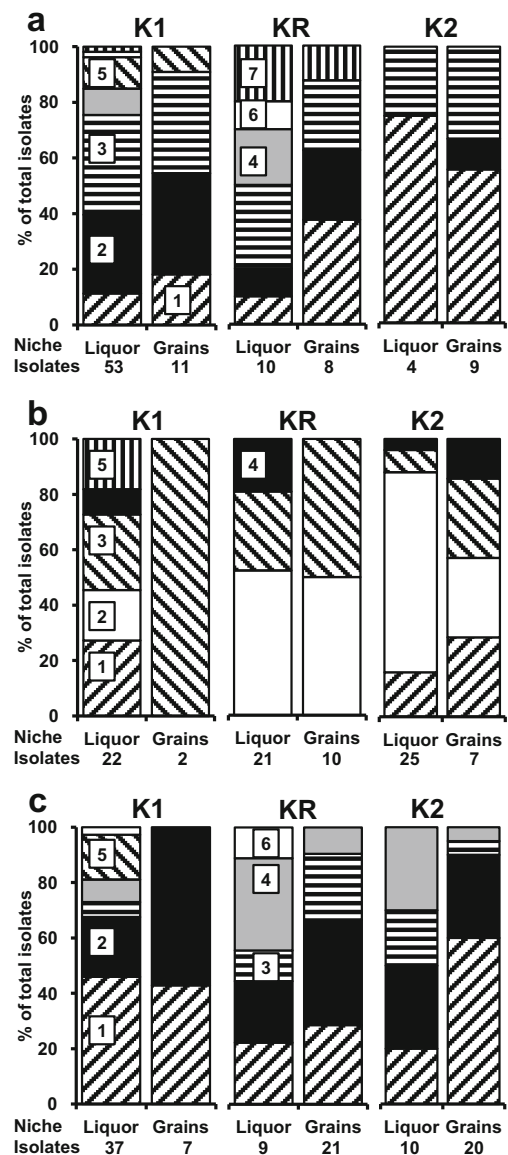 a
K1 KR K2
% of total isolates
100
80
60
40
20
0
5
3
2
1
7
6
4
Niche Liquor Grains Liquor Grains Liquor Grains
Isolates 53 11 10 8 4 9
b
K1 KR K2
% of total isolates
100
80
60
40
20
0
5
3
2
1
4
Niche Liquor Grains Liquor Grains Liquor Grains
Isolates 22 2 21 10 25 7
c
K1 KR K2
% of total isolates
100
80
60
40
20
0
5
2
1
6
4
3
Niche Liquor Grains Liquor Grains Liquor Grains
Isolates 37 7 9 21 10 20